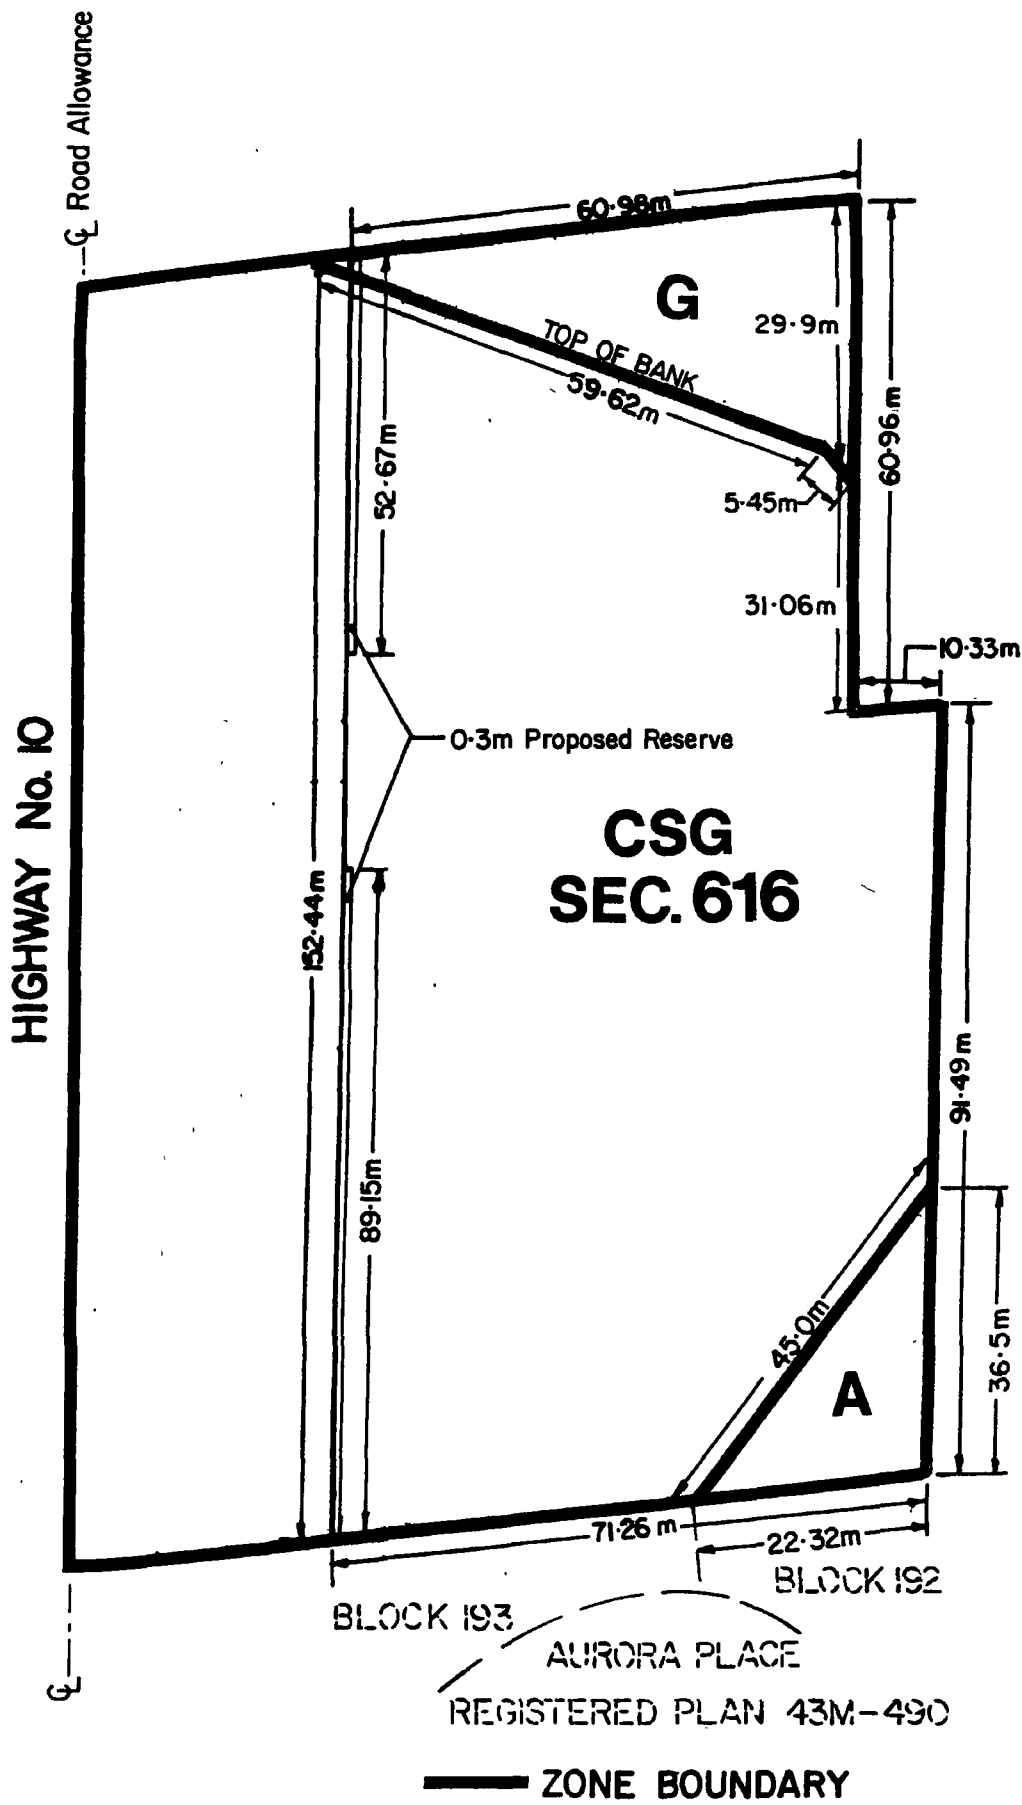 ℄ Road Allowance
60.98m
G
29.9m
TOP OF BANK
59.62m
60.96m
52.67m
5.45m
31.06m
10.33m
HIGHWAY No. 10
0.3m Proposed Reserve
CSG
SEC. 616
152.44m
91.49m
89.15m
45.0m
36.5m
A
71.26 m
22.32m
BLOCK 192
BLOCK 193
AURORA PLACE
℄
REGISTERED PLAN 43M-490
ZONE BOUNDARY